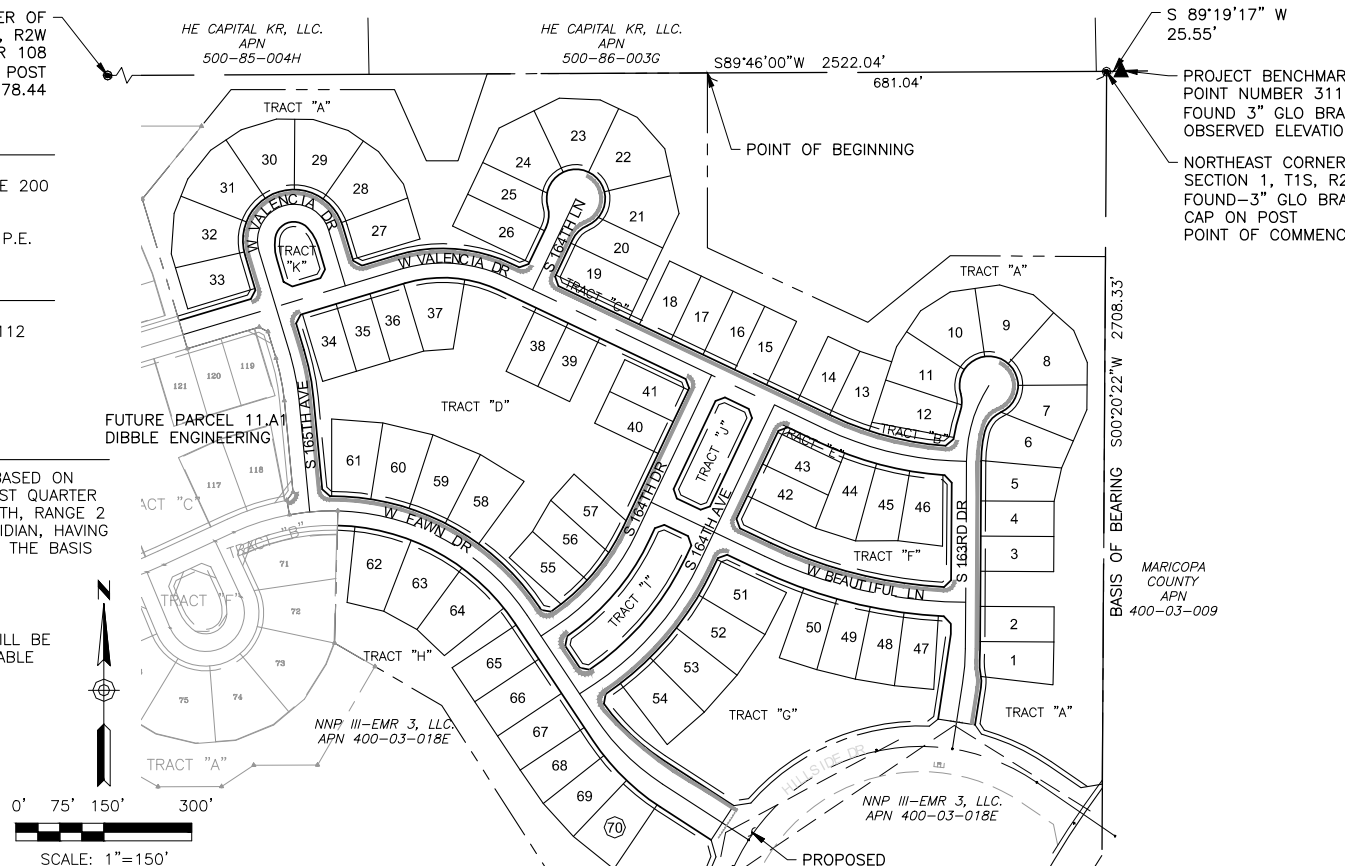 ER OF
, R2W
R 108
POST
78.44
E 200
P.E.
112
HE CAPITAL KR, LLC.
APN
500-85-004H
HE CAPITAL KR, LLC.
APN
500-86-003G
S89°46'00"W 2522.04'
681.04'
S 89°19'17" W
25.55'
PROJECT BENCHMAR
POINT NUMBER 311
FOUND 3" GLO BRA
OBSERVED ELEVATIO
NORTHEAST CORNER
SECTION 1, T1S, R2
FOUND-3" GLO BRA
CAP ON POST
POINT OF COMMENC
POINT OF BEGINNING
TRACT "A"
30
29
31
28
32
27
33
W VALENCIA DR
TRACT
"K"
23
24
22
25
21
26
20
19
S 164TH LN
W VALENCIA DR
TRACT "C"
18
17
16
15
14
13
TRACT "A"
10
9
8
11
7
12
6
TRACT "B"
5
4
3
2
1
TRACT "A"
34
35
36
37
38
39
41
40
TRACT "D"
121
120
119
FUTURE PARCEL 11.A1
DIBBLE ENGINEERING
118
117
ACT "C"
S 165TH AVE
61
60
59
58
57
56
55
W FAWN DR
S 164TH DR
TRACT "J"
S 164TH AVE
TRACT "I"
TRACT "E"
43
42
44
45
46
TRACT "F"
W BEAUTIFUL LN
S 163RD DR
51
52
53
54
50
49
48
47
TRACT "G"
BASIS OF BEARING S00°20'22"W 2708.33'
MARICOPA
COUNTY
APN
400-03-009
BASED ON
ST QUARTER
TH, RANGE 2
IDIAN, HAVING
THE BASIS
ILL BE
ABLE
TRACT "B"
71
72
73
74
75
TRACT "F"
TRACT "A"
62
63
64
65
66
67
68
69
70
TRACT "H"
NNP III-EMR 3, LLC.
APN 400-03-018E
HILLSIDE DR
NNP III-EMR 3, LLC.
APN 400-03-018E
PROPOSED
N
0' 75' 150' 300'
SCALE: 1"=150'